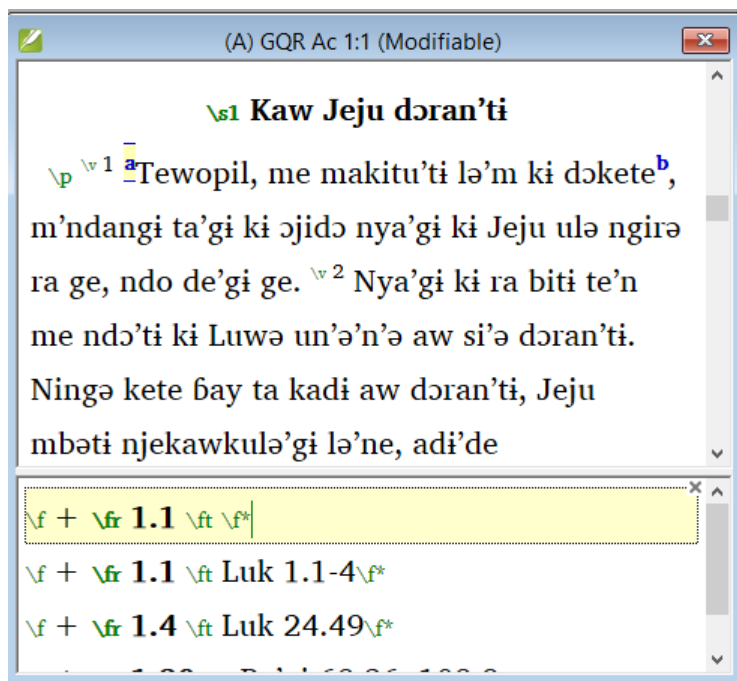 (A) GQR Ac 1:1 (Modifiable)
\s1 Kaw Jeju dɔran’tɨ
\p \v 1 aTewopil, me makitu’tɨ lə’m kɨ dɔketeb,
m’ndangɨ ta’gɨ kɨ ɔjidɔ nya’gɨ kɨ Jeju ulə ngirə
ra ge, ndo de’gɨ ge. \v 2 Nya’gɨ kɨ ra bitɨ te’n
me ndɔ’tɨ kɨ Luwə un’ə’n’ə aw si’ə dɔran’tɨ.
Ningə kete ɓay ta kadɨ aw dɔran’tɨ, Jeju
mbətɨ njekawkulə’gɨ lə’ne, adɨ’de
\f + \fr 1.1 \ft \f*
\f + \fr 1.1 \ft Luk 1.1-4\f*
\f + \fr 1.4 \ft Luk 24.49\f*